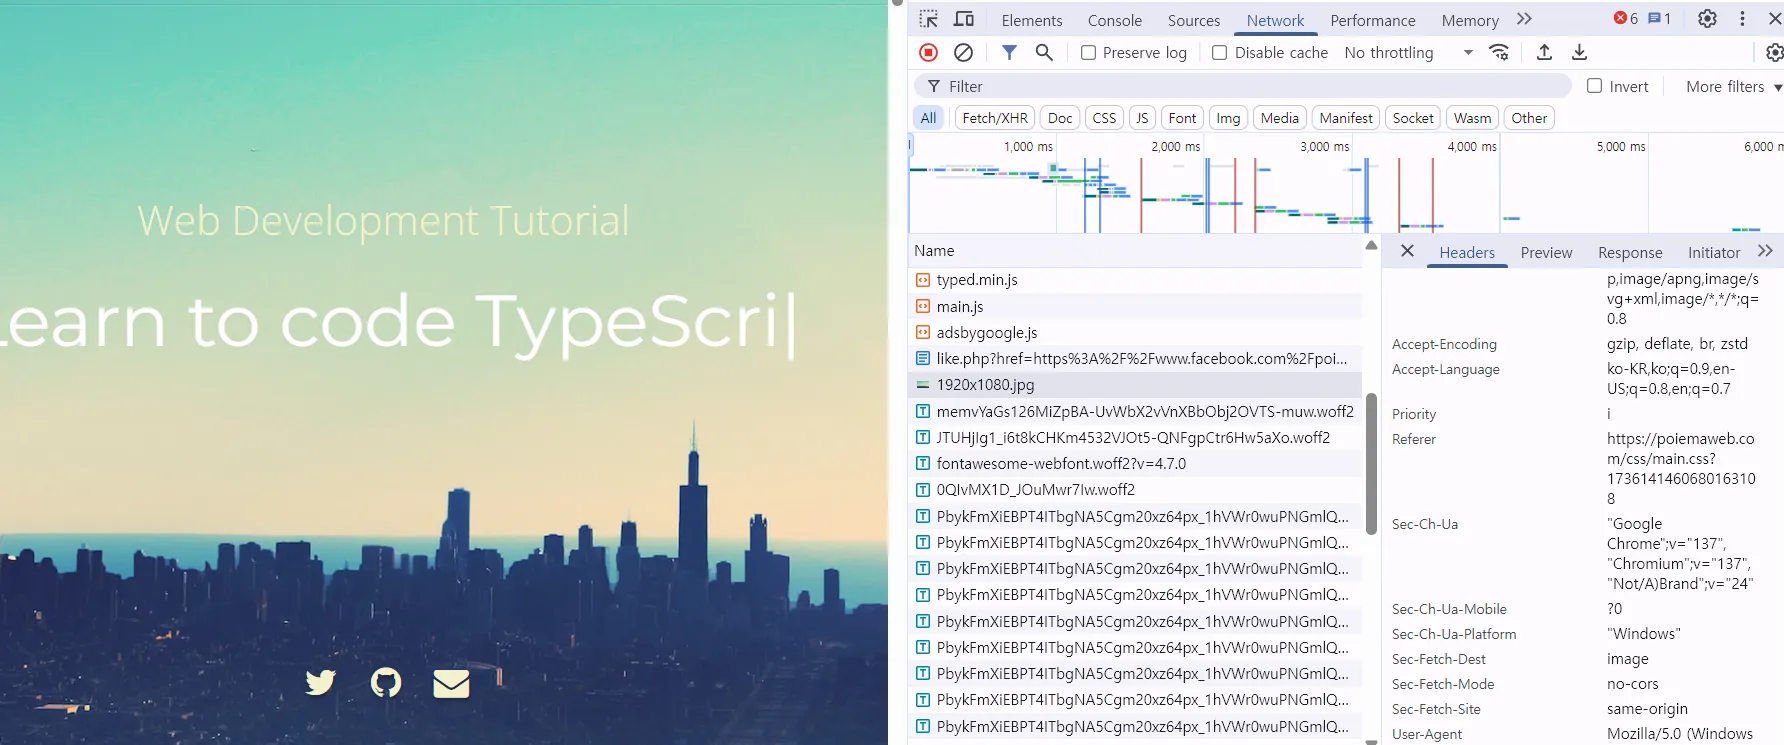 Web Development Tutorial
Learn to code TypeScri|
Elements Console Sources Network Performance Memory 6 1
Preserve log Disable cache No throttling
Filter Invert More filters
All Fetch/XHR Doc CSS JS Font Img Media Manifest Socket Wasm Other
1,000 ms 2,000 ms 3,000 ms 4,000 ms 5,000 ms 6,000 m
Name
typed.min.js
main.js
adsbygoogle.js
like.php?href=https%3A%2F%2Fwww.facebook.com%2Fpoi...
1920x1080.jpg
memvYaGs126MiZpBA-UvWbX2vVnXBbObj2OVTS-muw.woff2
JTUHjIg1_i6t8kCHKm4532VJOt5-QNFgpCtr6Hw5aXo.woff2
fontawesome-webfont.woff2?v=4.7.0
0QIvMX1D_JOuMwr7Iw.woff2
PbykFmXiEBPT4ITbgNA5Cgm20xz64px_1hVWr0wuPNGmlQ...
PbykFmXiEBPT4ITbgNA5Cgm20xz64px_1hVWr0wuPNGmlQ...
PbykFmXiEBPT4ITbgNA5Cgm20xz64px_1hVWr0wuPNGmlQ...
PbykFmXiEBPT4ITbgNA5Cgm20xz64px_1hVWr0wuPNGmlQ...
PbykFmXiEBPT4ITbgNA5Cgm20xz64px_1hVWr0wuPNGmlQ...
PbykFmXiEBPT4ITbgNA5Cgm20xz64px_1hVWr0wuPNGmlQ...
PbykFmXiEBPT4ITbgNA5Cgm20xz64px_1hVWr0wuPNGmlQ...
PbykFmXiEBPT4ITbgNA5Cgm20xz64px_1hVWr0wuPNGmlQ...
PbykFmXiEBPT4ITbgNA5Cgm20xz64px_1hVWr0wuPNGmlQ...
Headers Preview Response Initiator
p,image/apng,image/s
vg+xml,image/*,*/*;q=
0.8
Accept-Encoding gzip, deflate, br, zstd
Accept-Language ko-KR,ko;q=0.9,en-
US;q=0.8,en;q=0.7
Priority i
Referer https://poiemaweb.co
m/css/main.css?
173614146068016310
8
Sec-Ch-Ua "Google
Chrome";v="137",
"Chromium";v="137",
"Not/A)Brand";v="24"
Sec-Ch-Ua-Mobile ?0
Sec-Ch-Ua-Platform "Windows"
Sec-Fetch-Dest image
Sec-Fetch-Mode no-cors
Sec-Fetch-Site same-origin
User-Agent Mozilla/5.0 (Windows